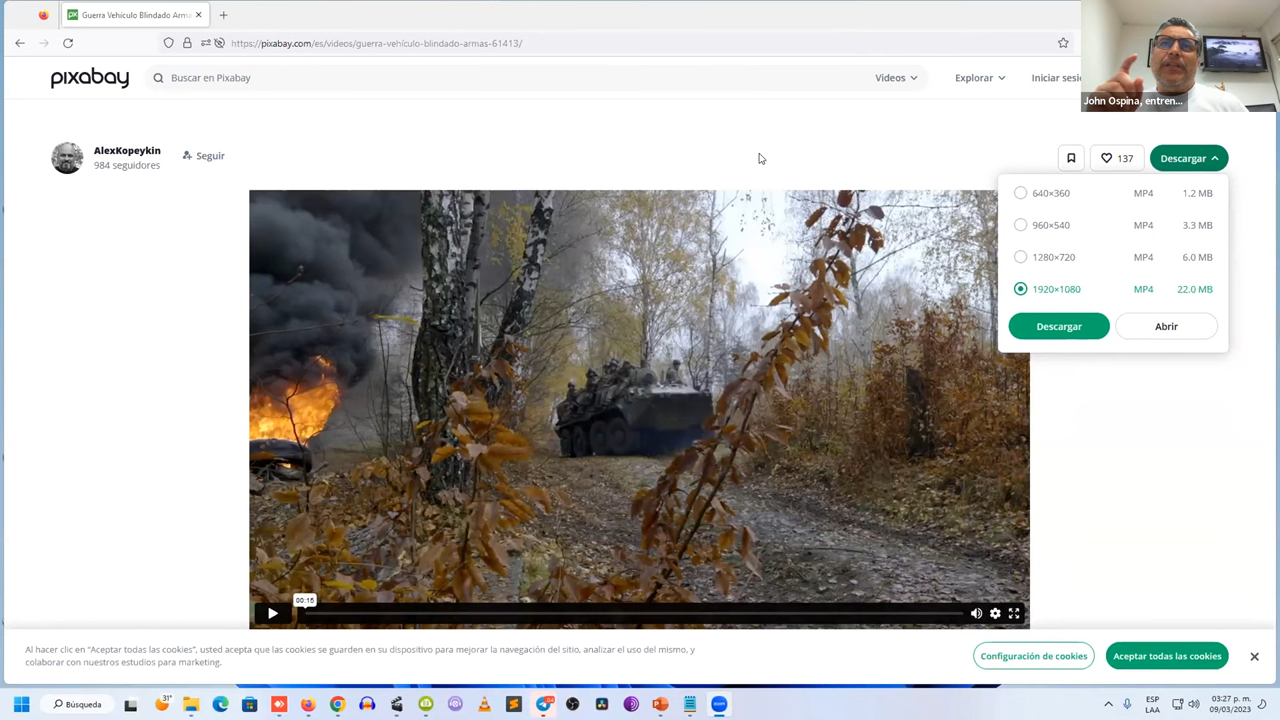 Guerra Vehículo Blindado Arma
https://pixabay.com/es/videos/guerra-vehículo-blindado-armas-61413/
pixabay
Buscar en Pixabay
Videos
Explorar
Iniciar sesi
John Ospina, entren...
AlexKopeykin
984 seguidores
Seguir
137
Descargar
640×360 MP4 1.2 MB
960×540 MP4 3.3 MB
1280×720 MP4 6.0 MB
1920×1080 MP4 22.0 MB
Descargar
Abrir
00:15
Al hacer clic en “Aceptar todas las cookies”, usted acepta que las cookies se guarden en su dispositivo para mejorar la navegación del sitio, analizar el uso del mismo, y
colaborar con nuestros estudios para marketing.
Configuración de cookies
Aceptar todas las cookies
Búsqueda
31°
04
zoom
ESP
LAA
03:27 p. m.
09/03/2023